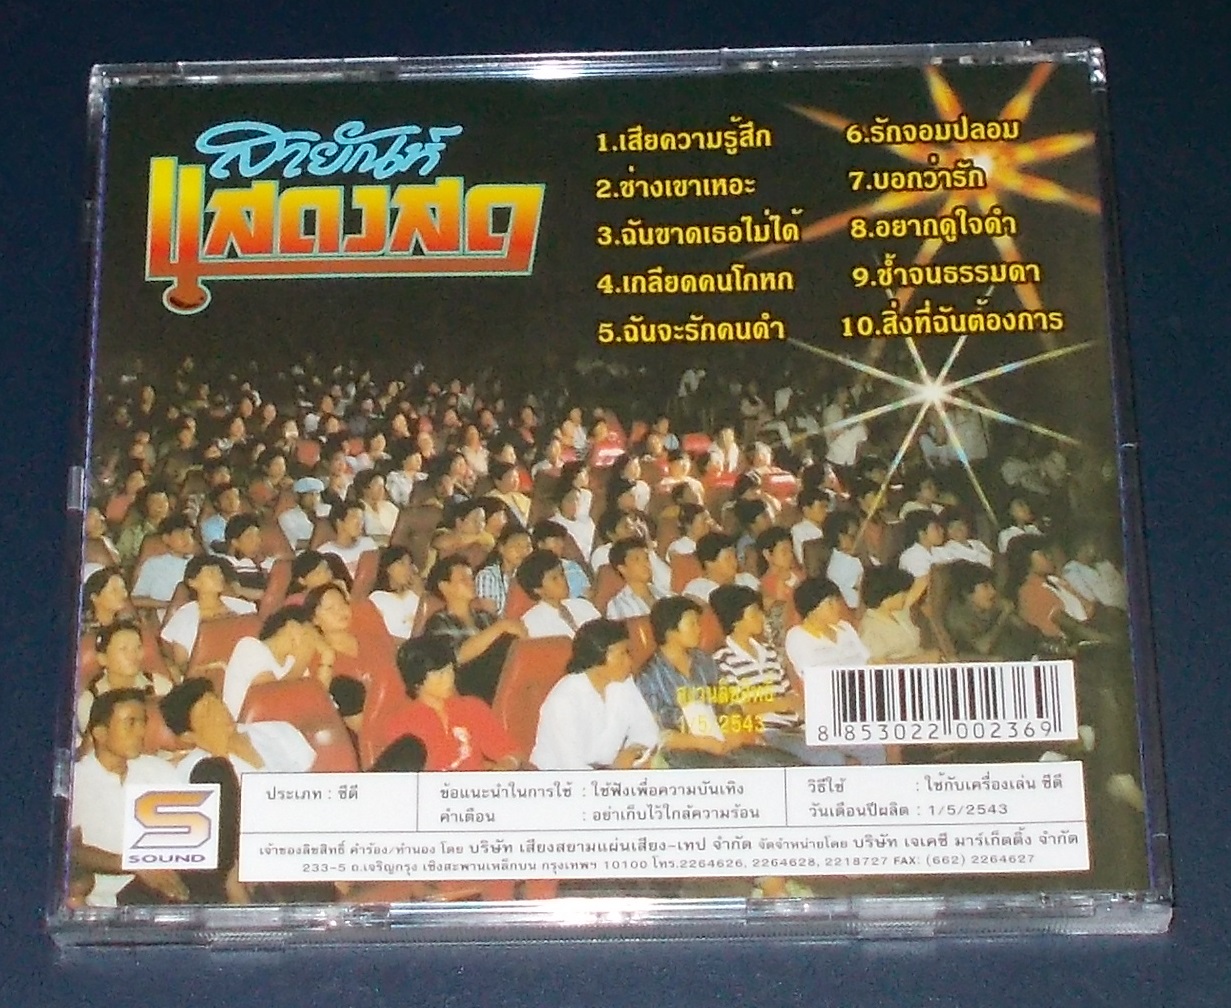 สายัณห์
แสดงสด
1.เสียความรู้สึก
2.ช่างเขาเหอะ
3.ฉันขาดเธอไม่ได้
4.เกลียดคนโกหก
5.ฉันจะรักคนดำ
6.รักจอมปลอม
7.บอกว่ารัก
8.อยากดูใจดำ
9.ช้ำจนธรรมดา
10.สิ่งที่ฉันต้องการ
สงวนลิขสิทธิ์
1/5/2543
8 853022 002369
S
SOUND
ประเภท : ซีดี
ข้อแนะนำในการใช้ : ใช้ฟังเพื่อความบันเทิง
คำเตือน : อย่าเก็บไว้ใกล้ความร้อน
วิธีใช้ : ใช้กับเครื่องเล่น ซีดี
วันเดือนปีผลิต : 1/5/2543
เจ้าของลิขสิทธิ์ คำร้อง/ทำนอง โดย บริษัท เสียงสยามแผ่นเสียง-เทป จำกัด จัดจำหน่ายโดย บริษัท เจเคซี มาร์เก็ตติ้ง จำกัด
233-5 ถ.เจริญกรุง เชิงสะพานเหล็กบน กรุงเทพฯ 10100 โทร.2264626, 2264628, 2218727 FAX: (662) 2264627